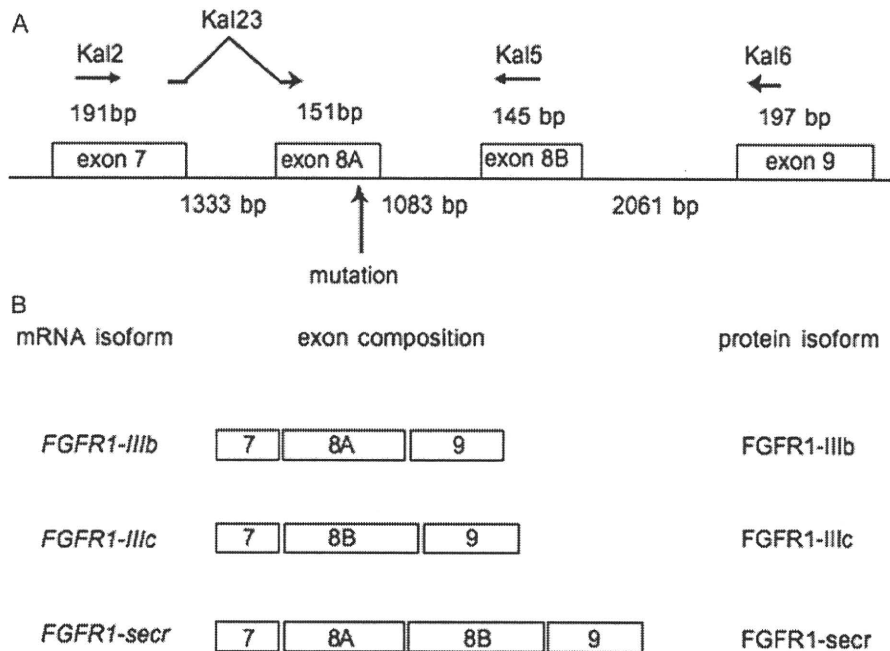 A
Kal23
Kal2
Kal5
Kal6
191bp
151bp
145 bp
197 bp
exon 7
exon 8A
exon 8B
exon 9
1333 bp
1083 bp
2061 bp
mutation
B
mRNA isoform
exon composition
protein isoform
FGFR1-IIIb
7
8A
9
FGFR1-IIIb
FGFR1-IIIc
7
8B
9
FGFR1-IIIc
FGFR1-secr
7
8A
8B
9
FGFR1-secr